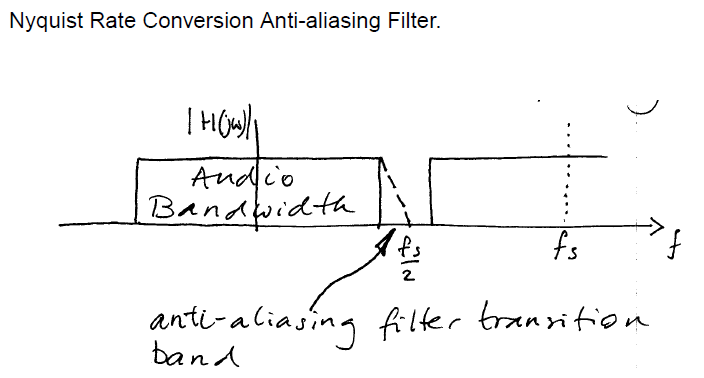 Nyquist Rate Conversion Anti-aliasing Filter.
|H(jω)|
Audio
Bandwidth
fs/2
fs
f
anti-aliasing filter transition
band